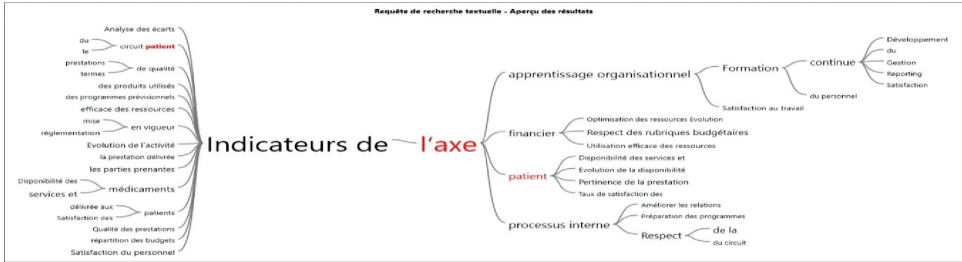 Requête de recherche textuelle - Aperçu des résultats
Analyse des écarts
du
le
circuit patient
prestations
termes
de qualité
des produits utilisés
des programmes prévisionnels
efficace des ressources
mise
réglementation
en vigueur
Evolution de l'activité
la prestation délivrée
les parties prenantes
Disponibilité des
services et
médicaments
délivrée aux
Satisfaction des
patients
Qualité des prestations
répartition des budgets
Satisfaction du personnel
Indicateurs de
l'axe
apprentissage organisationnel
Formation
continue
Développement
du
Gestion
Reporting
Satisfaction
du personnel
Satisfaction au travail
financier
Optimisation des ressources Evolution
Respect des rubriques budgétaires
Utilisation efficace des ressources
patient
Disponibilité des services et
Evolution de la disponibilité
Pertinence de la prestation
Taux de satisfaction des
processus interne
Améliorer les relations
Préparation des programmes
Respect
de la
du circuit